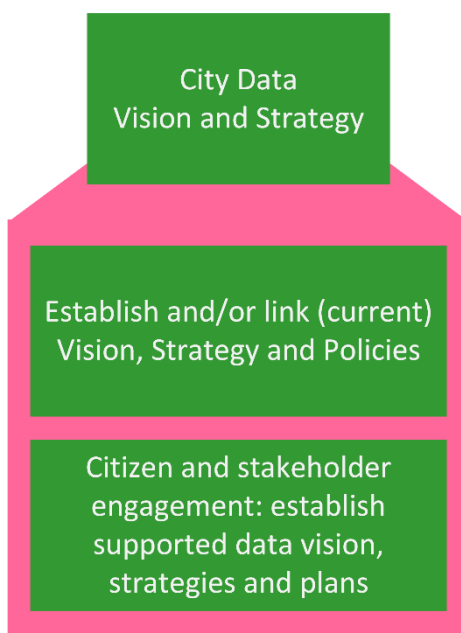 City Data
Vision and Strategy
Establish and/or link (current)
Vision, Strategy and Policies
Citizen and stakeholder
engagement: establish
supported data vision,
strategies and plans